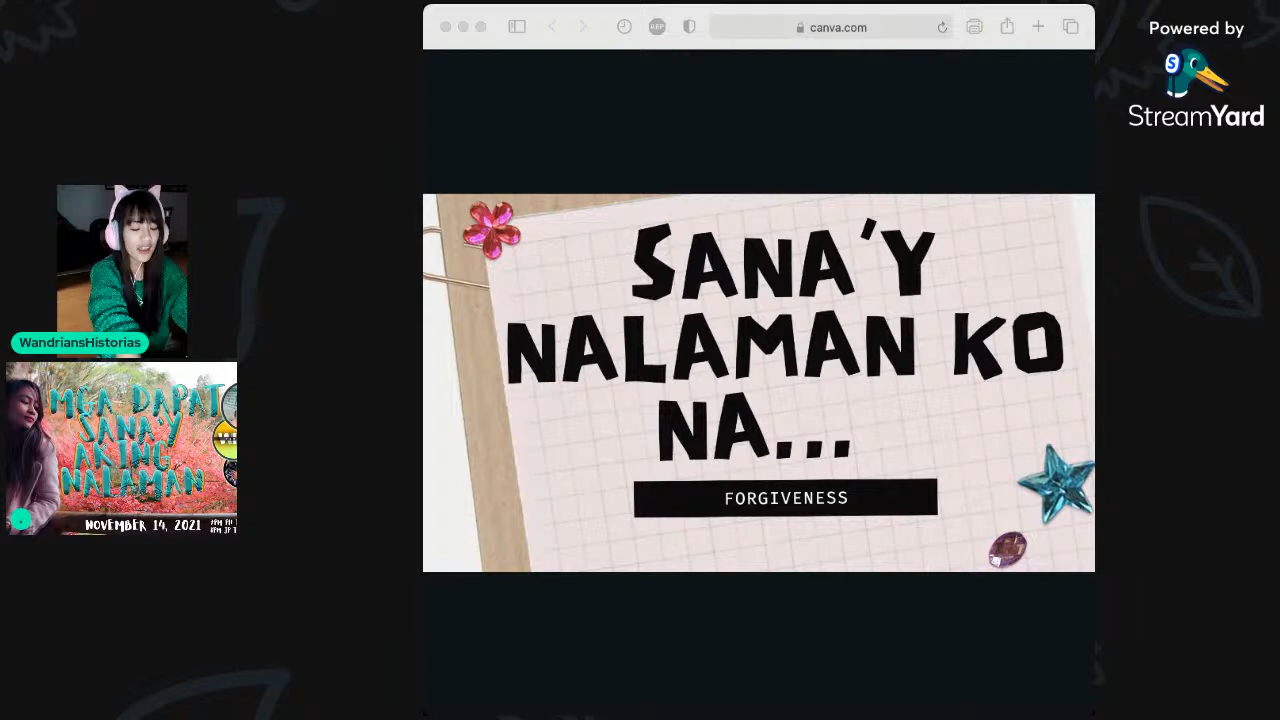 canva.com
Powered by
S
StreamYard
SANA'Y
NALAMAN KO
NA...
FORGIVENESS
WandriansHistorias
MGA DAPAT
SANA'Y
AKING
NALAMAN
NOVEMBER 14, 2021
ABP